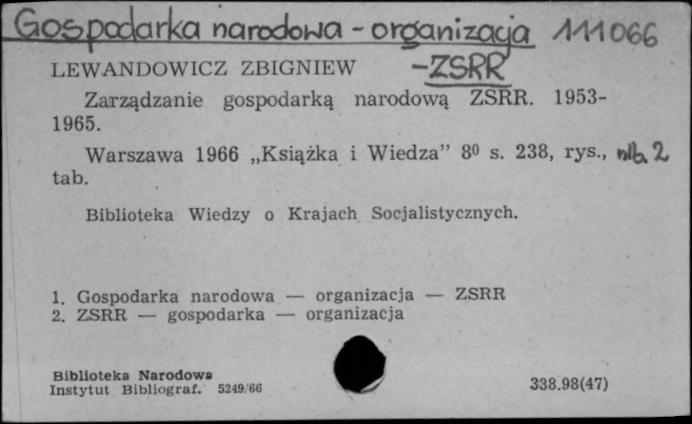 Gospodarka narodowa - organizacja 111066
- ZSRR
LEWANDOWICZ ZBIGNIEW
Zarządzanie gospodarką narodową ZSRR. 1953-
1965.
Warszawa 1966 „Książka i Wiedza” 8⁰ s. 238, rys., nlb. 2
tab.
Biblioteka Wiedzy o Krajach Socjalistycznych.
1. Gospodarka narodowa — organizacja — ZSRR
2. ZSRR — gospodarka — organizacja
Biblioteka Narodowa
Instytut Bibliograf. 5249/66
338.98(47)